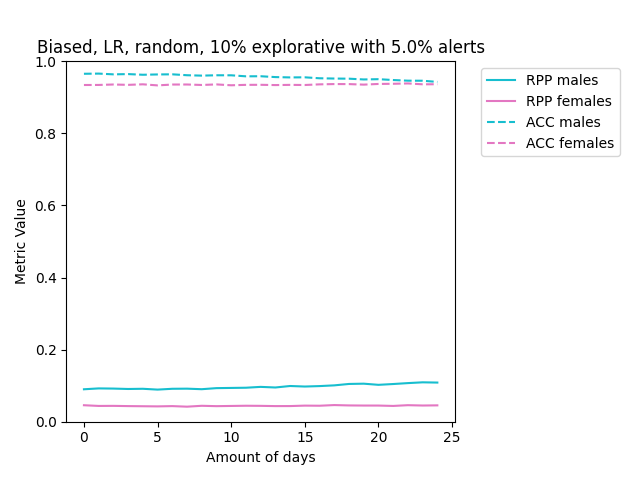 Biased, LR, random, 10% explorative with 5.0% alerts
1.0
0.8
0.6
0.4
0.2
0.0
Metric Value
0 5 10 15 20 25
Amount of days
RPP males
RPP females
ACC males
ACC females